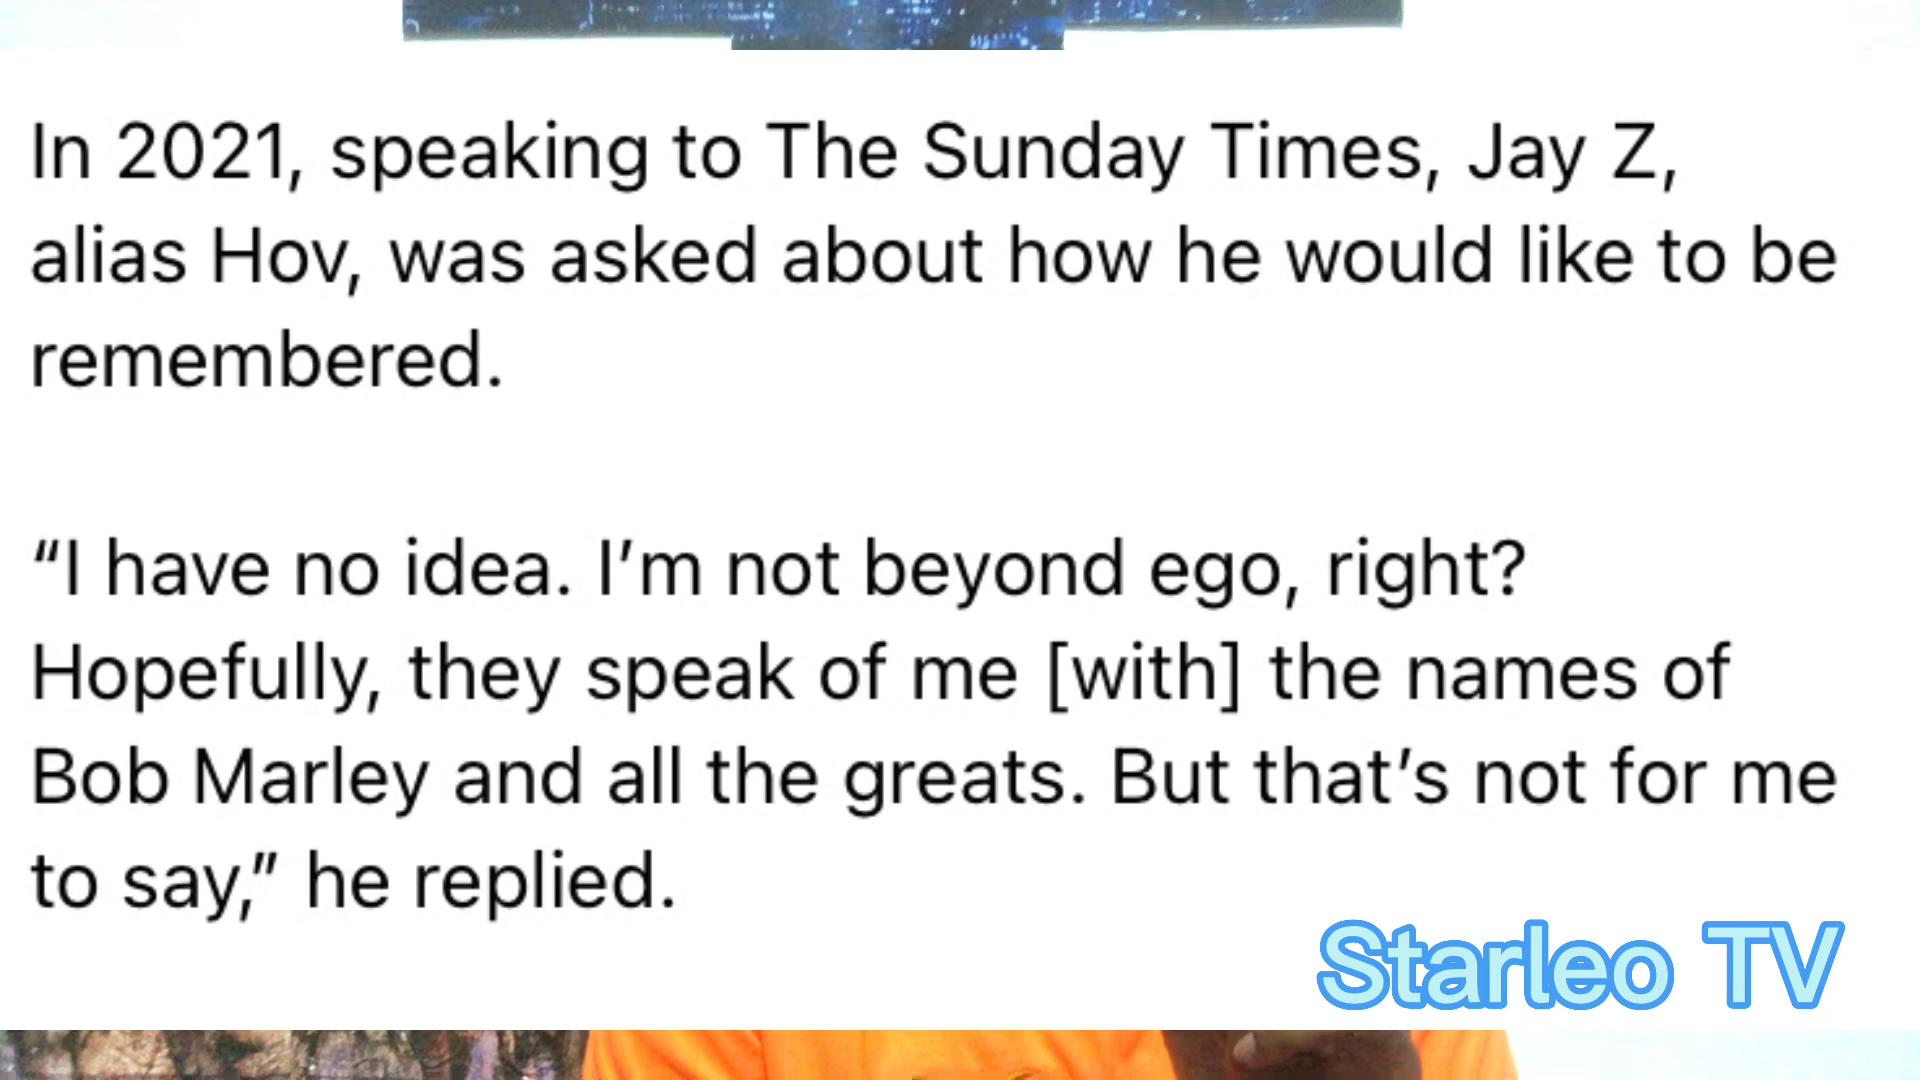 In 2021, speaking to The Sunday Times, Jay Z,
alias Hov, was asked about how he would like to be
remembered.
“I have no idea. I’m not beyond ego, right?
Hopefully, they speak of me [with] the names of
Bob Marley and all the greats. But that’s not for me
to say,” he replied.
Starleo TV